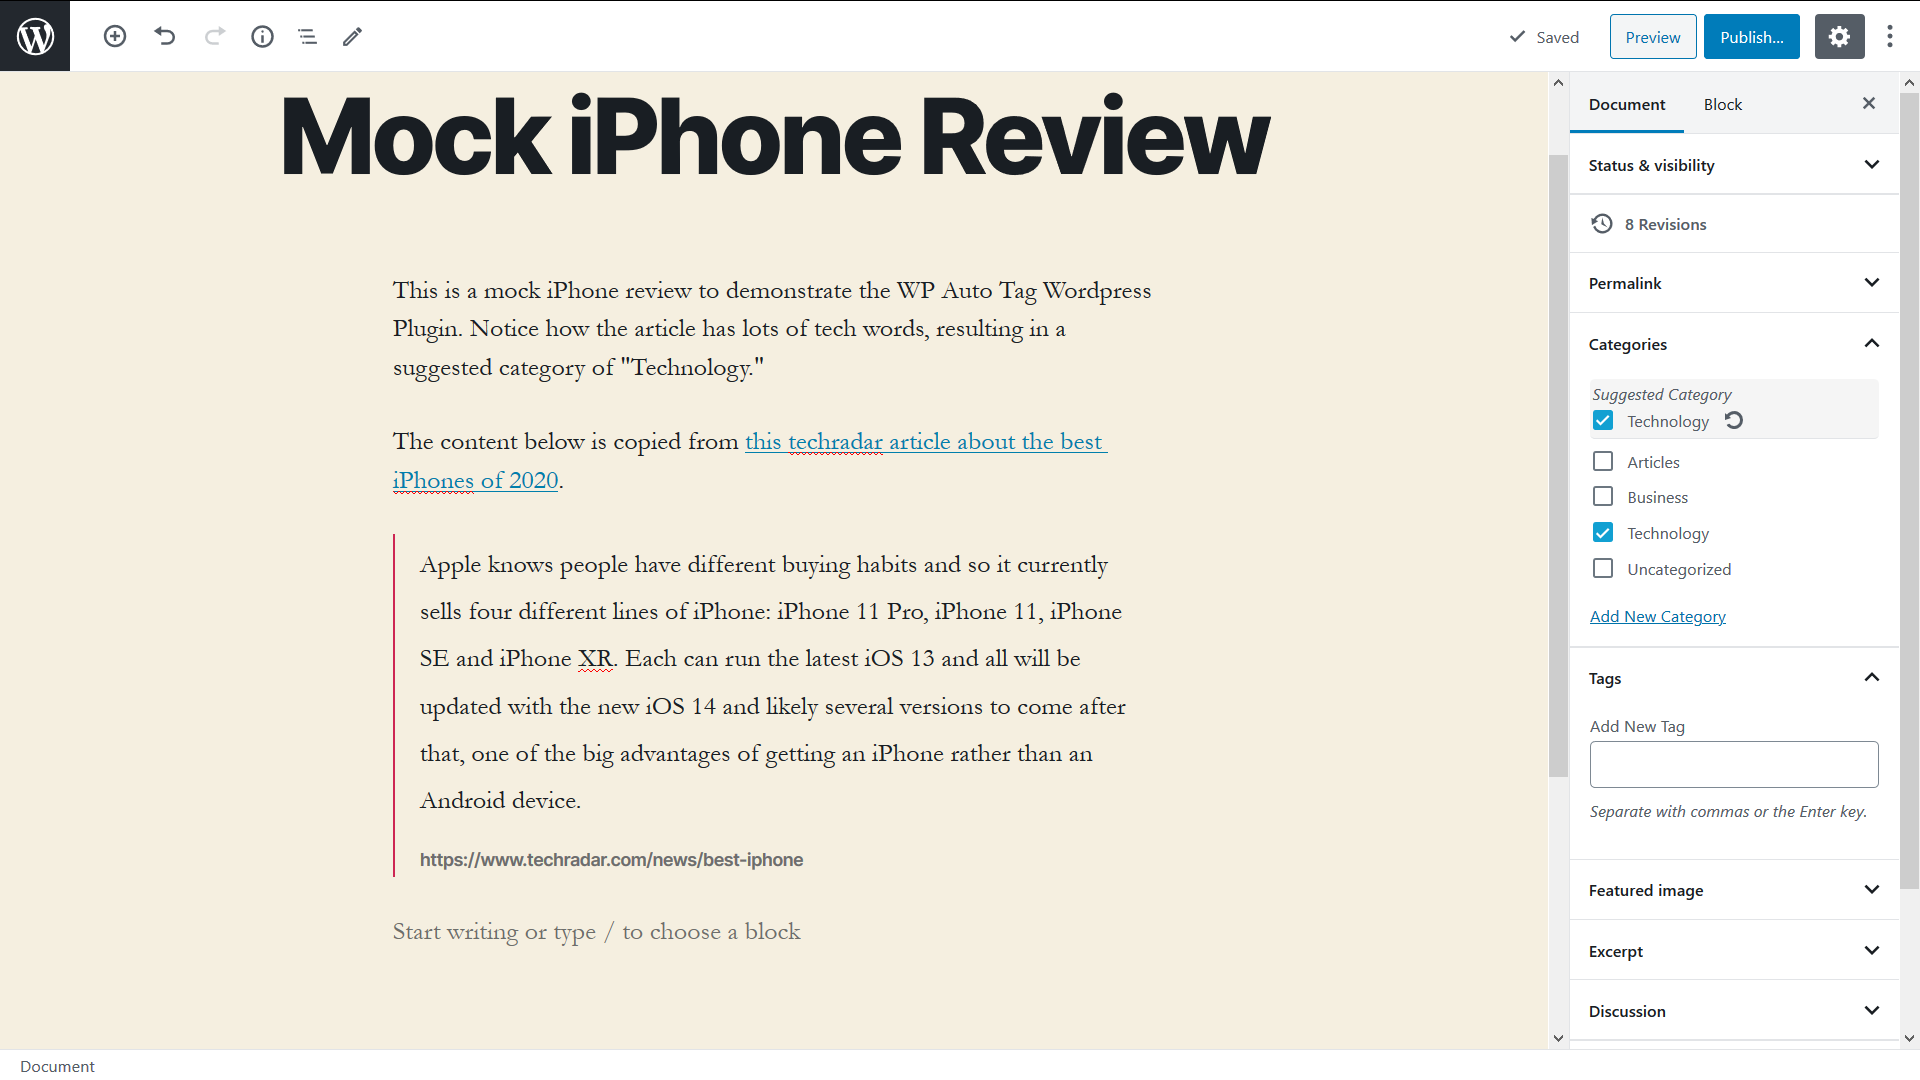 Saved
Preview
Publish...
Mock iPhone Review
This is a mock iPhone review to demonstrate the WP Auto Tag Wordpress
Plugin. Notice how the article has lots of tech words, resulting in a
suggested category of "Technology."
The content below is copied from this techradar article about the best
iPhones of 2020.
Apple knows people have different buying habits and so it currently
sells four different lines of iPhone: iPhone 11 Pro, iPhone 11, iPhone
SE and iPhone XR. Each can run the latest iOS 13 and all will be
updated with the new iOS 14 and likely several versions to come after
that, one of the big advantages of getting an iPhone rather than an
Android device.
https://www.techradar.com/news/best-iphone
Start writing or type / to choose a block
Document
Block
Status & visibility
8 Revisions
Permalink
Categories
Suggested Category
Technology
Articles
Business
Technology
Uncategorized
Add New Category
Tags
Add New Tag
Separate with commas or the Enter key.
Featured image
Excerpt
Discussion
Document